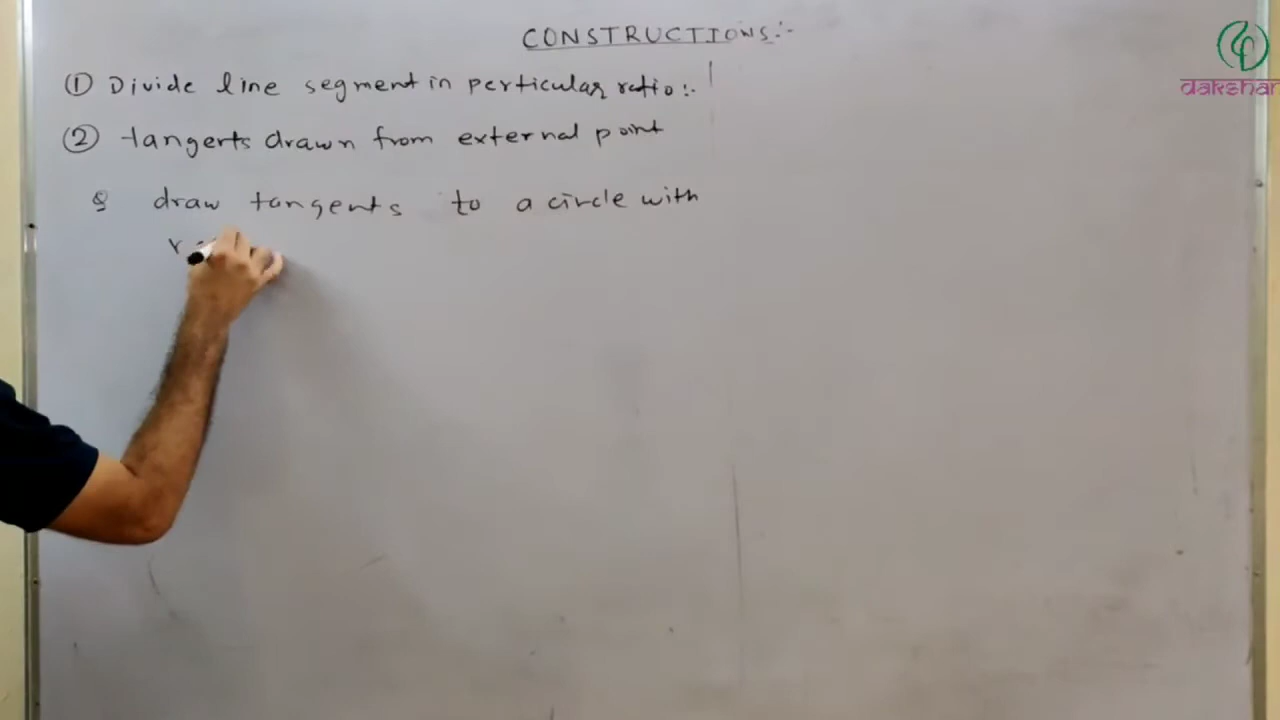 CONSTRUCTIONS:-
① Divide line segment in perticular ratio:.
② tangents drawn from external point
Q draw tangents to a circle with
dakshar